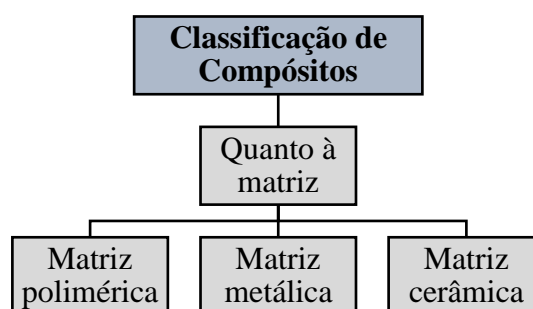 Classificação de
Compósitos
Quanto à
matriz
Matriz
polimérica
Matriz
metálica
Matriz
cerâmica